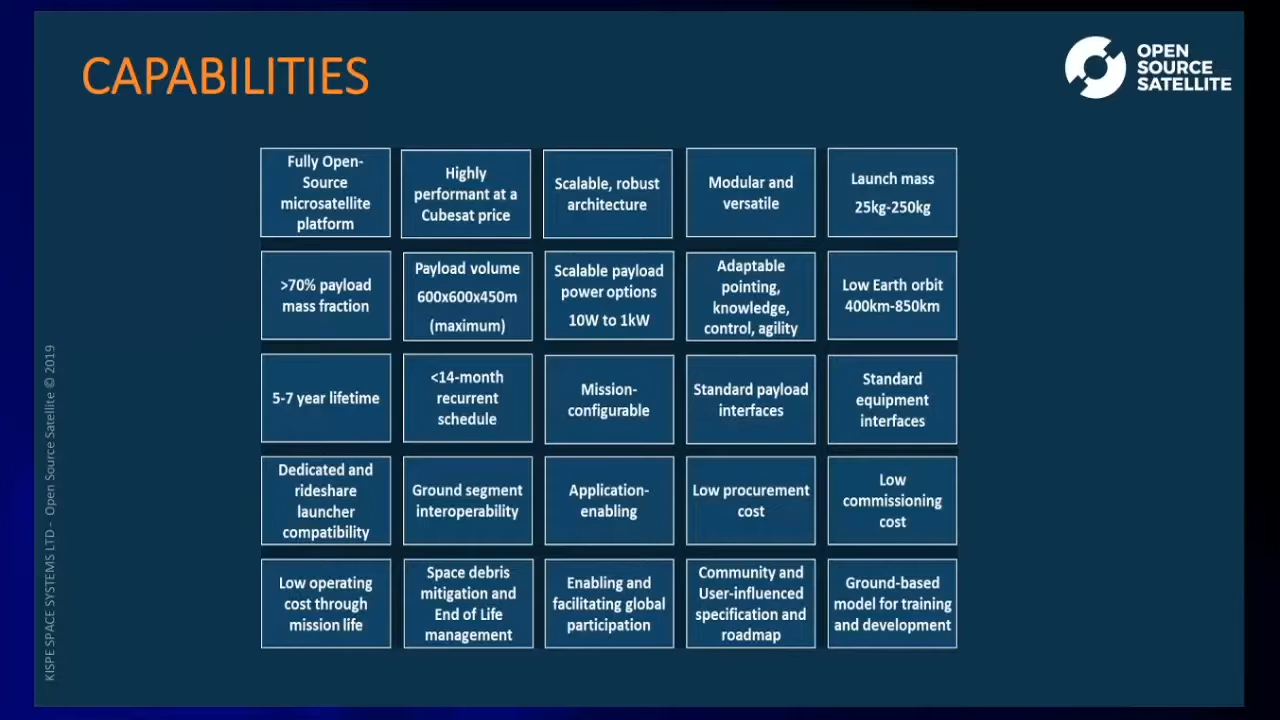 CAPABILITIES
OPEN
SOURCE
SATELLITE
Fully Open-
Source
microsatellite
platform
Highly
performant at a
Cubesat price
Scalable, robust
architecture
Modular and
versatile
Launch mass
25kg-250kg
>70% payload
mass fraction
Payload volume
600x600x450m
(maximum)
Scalable payload
power options
10W to 1kW
Adaptable
pointing,
knowledge,
control, agility
Low Earth orbit
400km-850km
5-7 year lifetime
<14-month
recurrent
schedule
Mission-
configurable
Standard payload
interfaces
Standard
equipment
interfaces
Dedicated and
rideshare
launcher
compatibility
Ground segment
interoperability
Application-
enabling
Low procurement
cost
Low
commissioning
cost
Low operating
cost through
mission life
Space debris
mitigation and
End of Life
management
Enabling and
facilitating global
participation
Community and
User-influenced
specification and
roadmap
Ground-based
model for training
and development
KISPE SPACE SYSTEMS LTD - Open Source Satellite © 2019